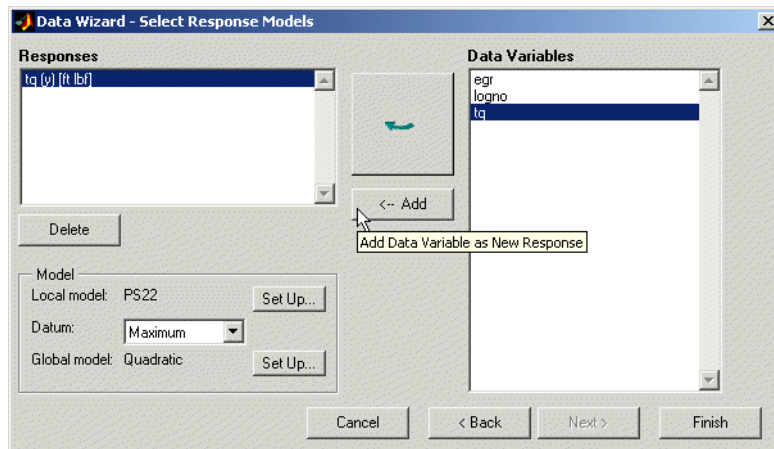 Data Wizard - Select Response Models
Responses
tq (y) [ft lbf]
Delete
Model
Local model: PS22 Set Up...
Datum: Maximum
Global model: Quadratic Set Up...
<-- Add
Add Data Variable as New Response
Data Variables
egr
logno
tq
Cancel < Back Next > Finish